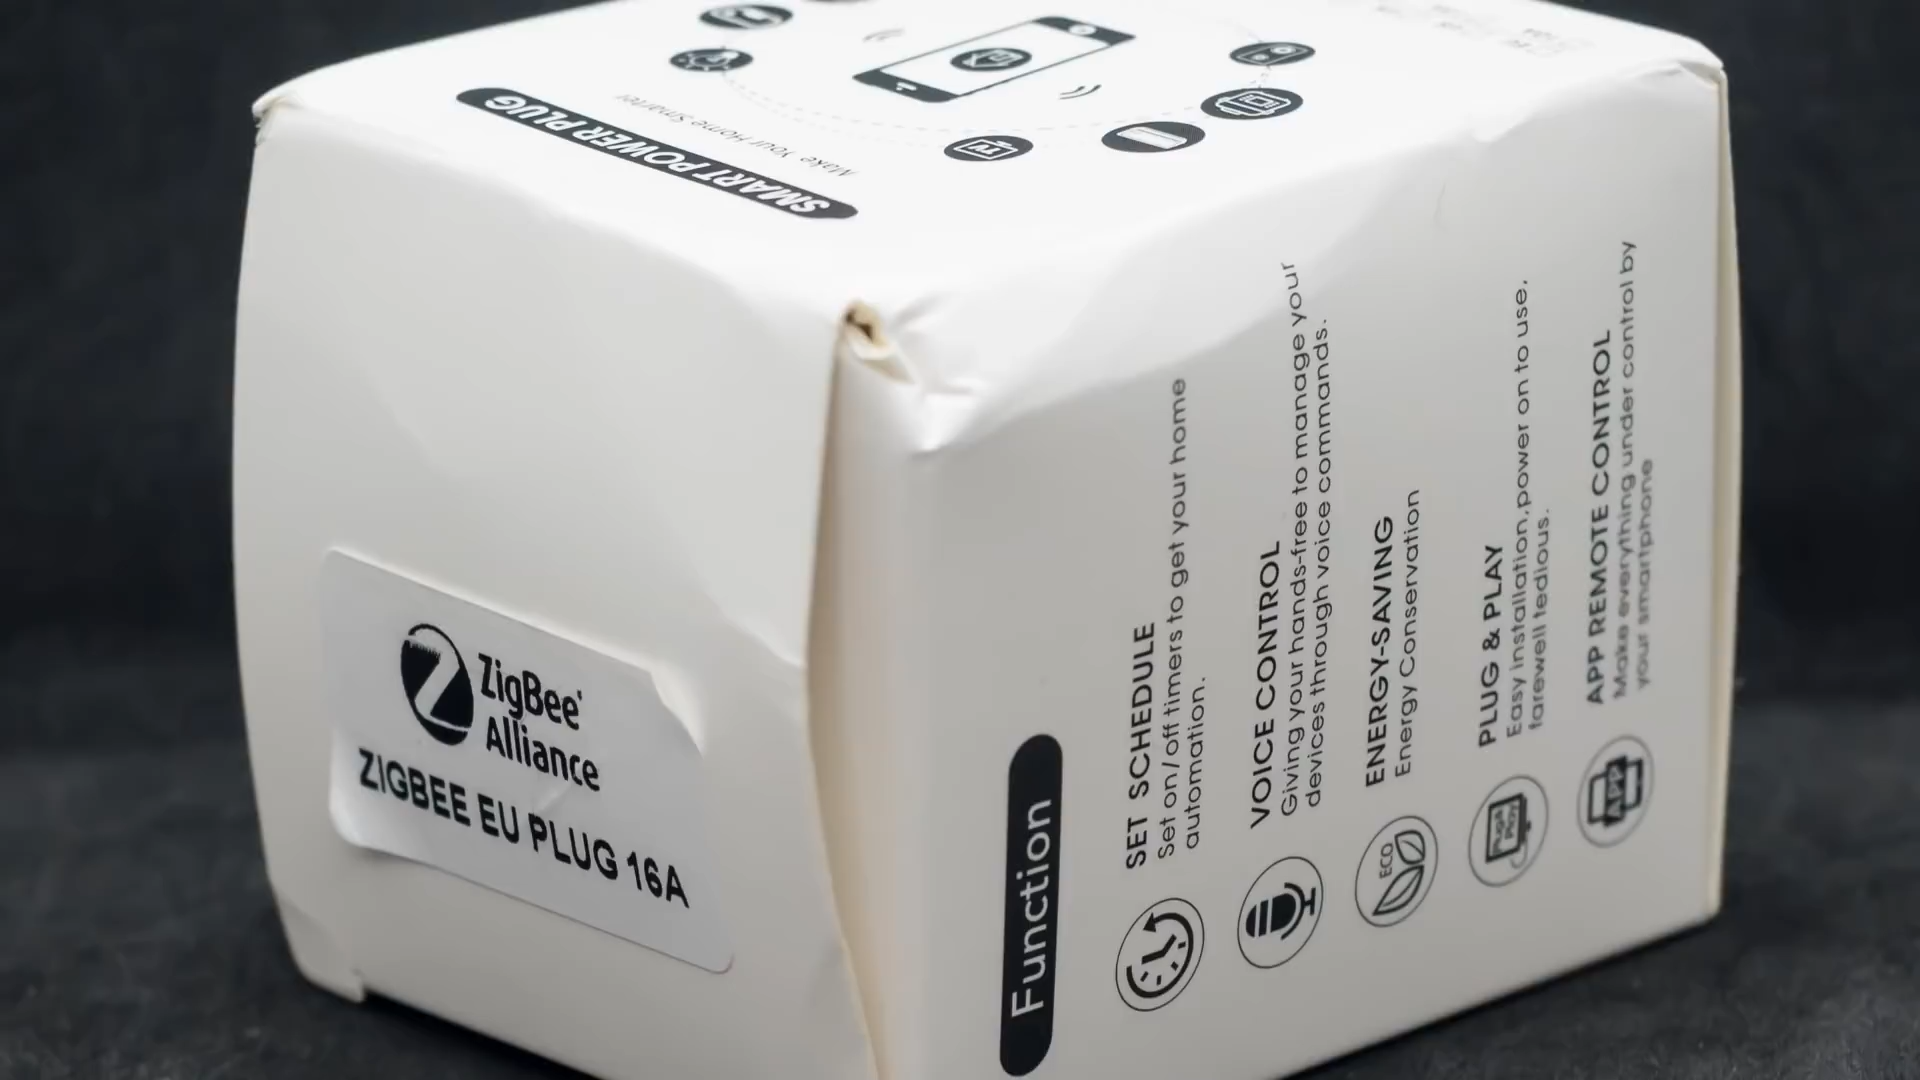 SMART POWER PLUG
Make Your Home Smarter
TV
ZigBee
Alliance
ZIGBEE EU PLUG 16A
Function
SET SCHEDULE
Set on/off timers to get your home
automation.
VOICE CONTROL
Giving your hands-free to manage your
devices through voice commands.
ENERGY-SAVING
Energy Conservation
ECO
PLUG & PLAY
Easy installation,power on to use,
farewell tedious.
Plug&
Play
APP REMOTE CONTROL
Make everything under control by
your smartphone
APP